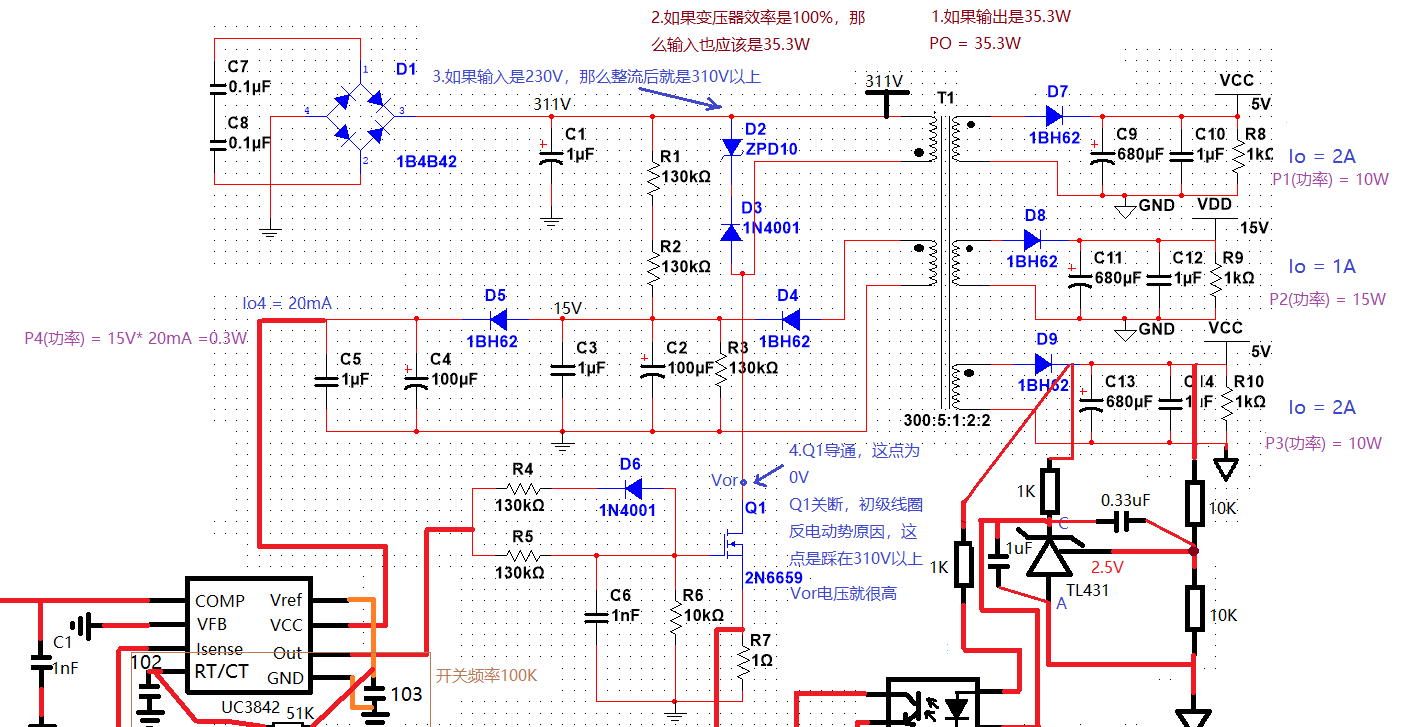 2.如果变压器效率是100%，那
么输入也应该是35.3W
1.如果输出是35.3W
PO = 35.3W
3.如果输入是230V，那么整流后就是310V以上
D1
1
2
3
4
1B4B42
C7
0.1µF
C8
0.1µF
311V
C1
1µF
R1
130kΩ
R2
130kΩ
D2
ZPD10
D3
1N4001
311V
T1
300:5:1:2:2
D7
1BH62
C9
680µF
C10
1µF
R8
1kΩ
VCC
5V
GND
Io = 2A
P1(功率) = 10W
D8
1BH62
C11
680µF
C12
1µF
R9
1kΩ
VDD
15V
GND
Io = 1A
P2(功率) = 15W
D9
1BH62
C13
680µF
C14
1µF
R10
1kΩ
VCC
5V
Io = 2A
P3(功率) = 10W
Io4 = 20mA
P4(功率) = 15V* 20mA =0.3W
D5
1BH62
15V
D4
1BH62
C5
1µF
C4
100µF
C3
1µF
C2
100µF
R3
130kΩ
4.Q1导通，这点为
0V
Q1关断，初级线圈
反电动势原因，这
点是踩在310V以上
Vor电压就很高
Vor
Q1
2N6659
R4
130kΩ
D6
1N4001
R5
130kΩ
C6
1nF
R6
10kΩ
R7
1Ω
1K
1K
0.33uF
10K
C
1uF
2.5V
TL431
A
10K
COMP
VFB
Isense
RT/CT
Vref
VCC
Out
GND
UC3842
C1
1nF
102
103
51K
开关频率100K